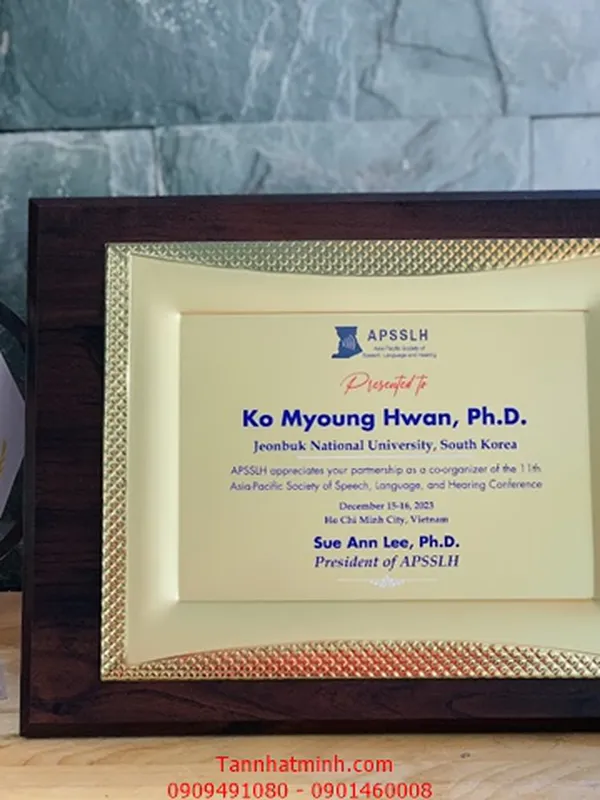 APSSLH
Asia Pacific Society of
Speech, Language and Hearing
Presented to
Ko Myoung Hwan, Ph.D.
Jeonbuk National University, South Korea
APSSLH appreciates your partnership as a co-organizer of the 11th
Asia-Pacific Society of Speech, Language, and Hearing Conference
December 15-16, 2023
Ho Chi Minh City, Vietnam
Sue Ann Lee, Ph.D.
President of APSSLH
Tannhatminh.com
0909491080 - 0901460008